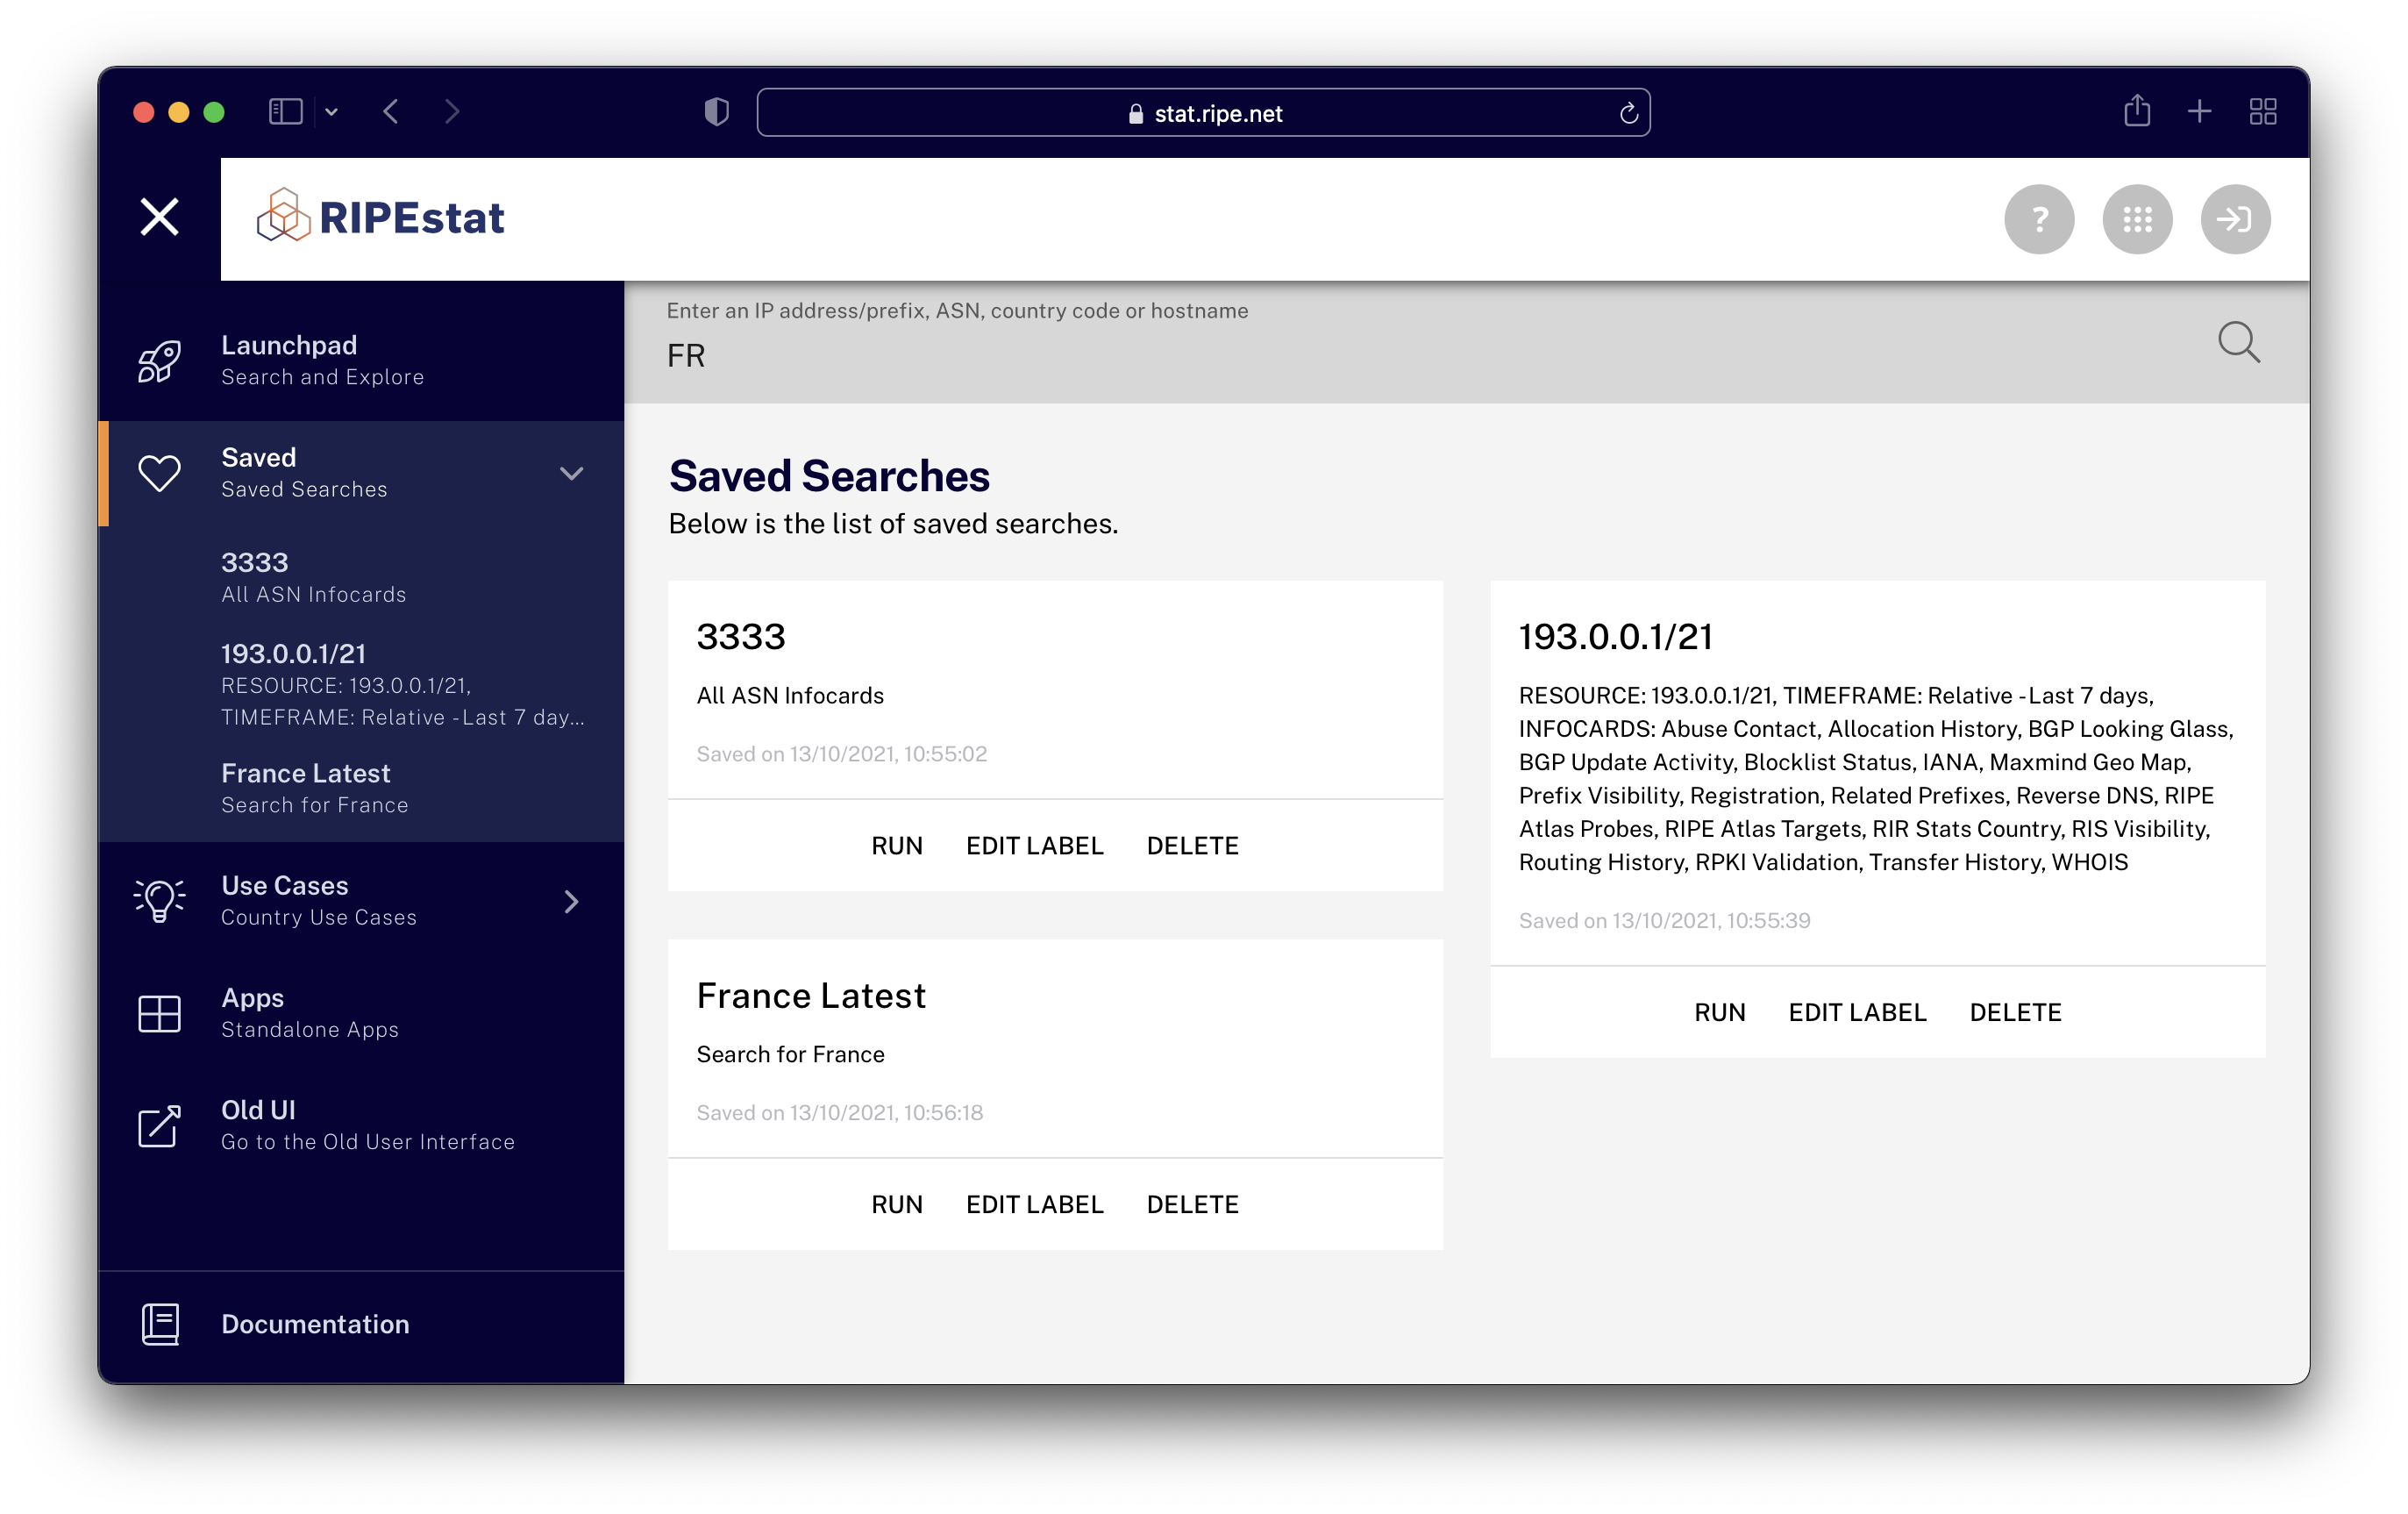 stat.ripe.net
RIPEstat
?
Launchpad
Search and Explore
Saved
Saved Searches
3333
All ASN Infocards
193.0.0.1/21
RESOURCE: 193.0.0.1/21,
TIMEFRAME: Relative - Last 7 day...
France Latest
Search for France
Use Cases
Country Use Cases
Apps
Standalone Apps
Old UI
Go to the Old User Interface
Documentation
Enter an IP address/prefix, ASN, country code or hostname
FR
Saved Searches
Below is the list of saved searches.
3333
All ASN Infocards
Saved on 13/10/2021, 10:55:02
RUN EDIT LABEL DELETE
193.0.0.1/21
RESOURCE: 193.0.0.1/21, TIMEFRAME: Relative - Last 7 days,
INFOCARDS: Abuse Contact, Allocation History, BGP Looking Glass,
BGP Update Activity, Blocklist Status, IANA, Maxmind Geo Map,
Prefix Visibility, Registration, Related Prefixes, Reverse DNS, RIPE
Atlas Probes, RIPE Atlas Targets, RIR Stats Country, RIS Visibility,
Routing History, RPKI Validation, Transfer History, WHOIS
Saved on 13/10/2021, 10:55:39
RUN EDIT LABEL DELETE
France Latest
Search for France
Saved on 13/10/2021, 10:56:18
RUN EDIT LABEL DELETE